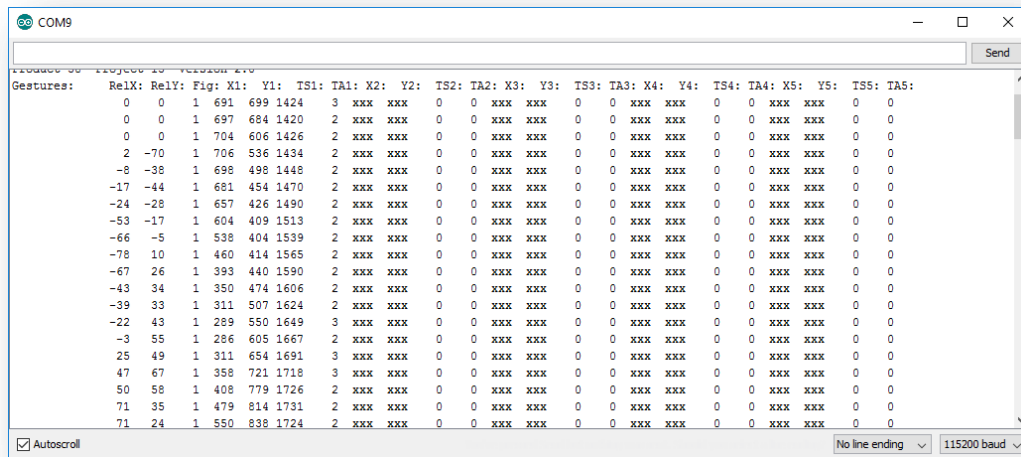 COM9
Send
Product 38  Project 15  Version 2.0
Gestures: RelX: RelY: Fig: X1: Y1: TS1: TA1: X2: Y2: TS2: TA2: X3: Y3: TS3: TA3: X4: Y4: TS4: TA4: X5: Y5: TS5: TA5:
0 0 1 691 699 1424 3 xxx xxx 0 0 xxx xxx 0 0 xxx xxx 0 0 xxx xxx 0 0
0 0 1 697 684 1420 2 xxx xxx 0 0 xxx xxx 0 0 xxx xxx 0 0 xxx xxx 0 0
0 0 1 704 606 1426 2 xxx xxx 0 0 xxx xxx 0 0 xxx xxx 0 0 xxx xxx 0 0
2 -70 1 706 536 1434 2 xxx xxx 0 0 xxx xxx 0 0 xxx xxx 0 0 xxx xxx 0 0
-8 -38 1 698 498 1448 2 xxx xxx 0 0 xxx xxx 0 0 xxx xxx 0 0 xxx xxx 0 0
-17 -44 1 681 454 1470 2 xxx xxx 0 0 xxx xxx 0 0 xxx xxx 0 0 xxx xxx 0 0
-24 -28 1 657 426 1490 2 xxx xxx 0 0 xxx xxx 0 0 xxx xxx 0 0 xxx xxx 0 0
-53 -17 1 604 409 1513 2 xxx xxx 0 0 xxx xxx 0 0 xxx xxx 0 0 xxx xxx 0 0
-66 -5 1 538 404 1539 2 xxx xxx 0 0 xxx xxx 0 0 xxx xxx 0 0 xxx xxx 0 0
-78 10 1 460 414 1565 2 xxx xxx 0 0 xxx xxx 0 0 xxx xxx 0 0 xxx xxx 0 0
-67 26 1 393 440 1590 2 xxx xxx 0 0 xxx xxx 0 0 xxx xxx 0 0 xxx xxx 0 0
-43 34 1 350 474 1606 2 xxx xxx 0 0 xxx xxx 0 0 xxx xxx 0 0 xxx xxx 0 0
-39 33 1 311 507 1624 2 xxx xxx 0 0 xxx xxx 0 0 xxx xxx 0 0 xxx xxx 0 0
-22 43 1 289 550 1649 3 xxx xxx 0 0 xxx xxx 0 0 xxx xxx 0 0 xxx xxx 0 0
-3 55 1 286 605 1667 2 xxx xxx 0 0 xxx xxx 0 0 xxx xxx 0 0 xxx xxx 0 0
25 49 1 311 654 1691 3 xxx xxx 0 0 xxx xxx 0 0 xxx xxx 0 0 xxx xxx 0 0
47 67 1 358 721 1718 3 xxx xxx 0 0 xxx xxx 0 0 xxx xxx 0 0 xxx xxx 0 0
50 58 1 408 779 1726 2 xxx xxx 0 0 xxx xxx 0 0 xxx xxx 0 0 xxx xxx 0 0
71 35 1 479 814 1731 2 xxx xxx 0 0 xxx xxx 0 0 xxx xxx 0 0 xxx xxx 0 0
71 24 1 550 838 1724 2 xxx xxx 0 0 xxx xxx 0 0 xxx xxx 0 0 xxx xxx 0 0
Autoscroll
No line ending
115200 baud